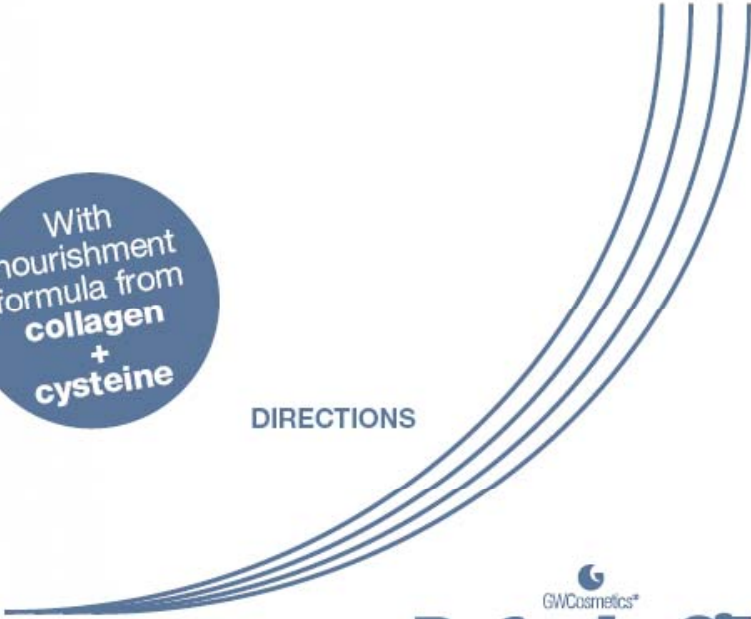 With
nourishment
formula from
collagen
+
cysteine
DIRECTIONS
GWCosmetics®